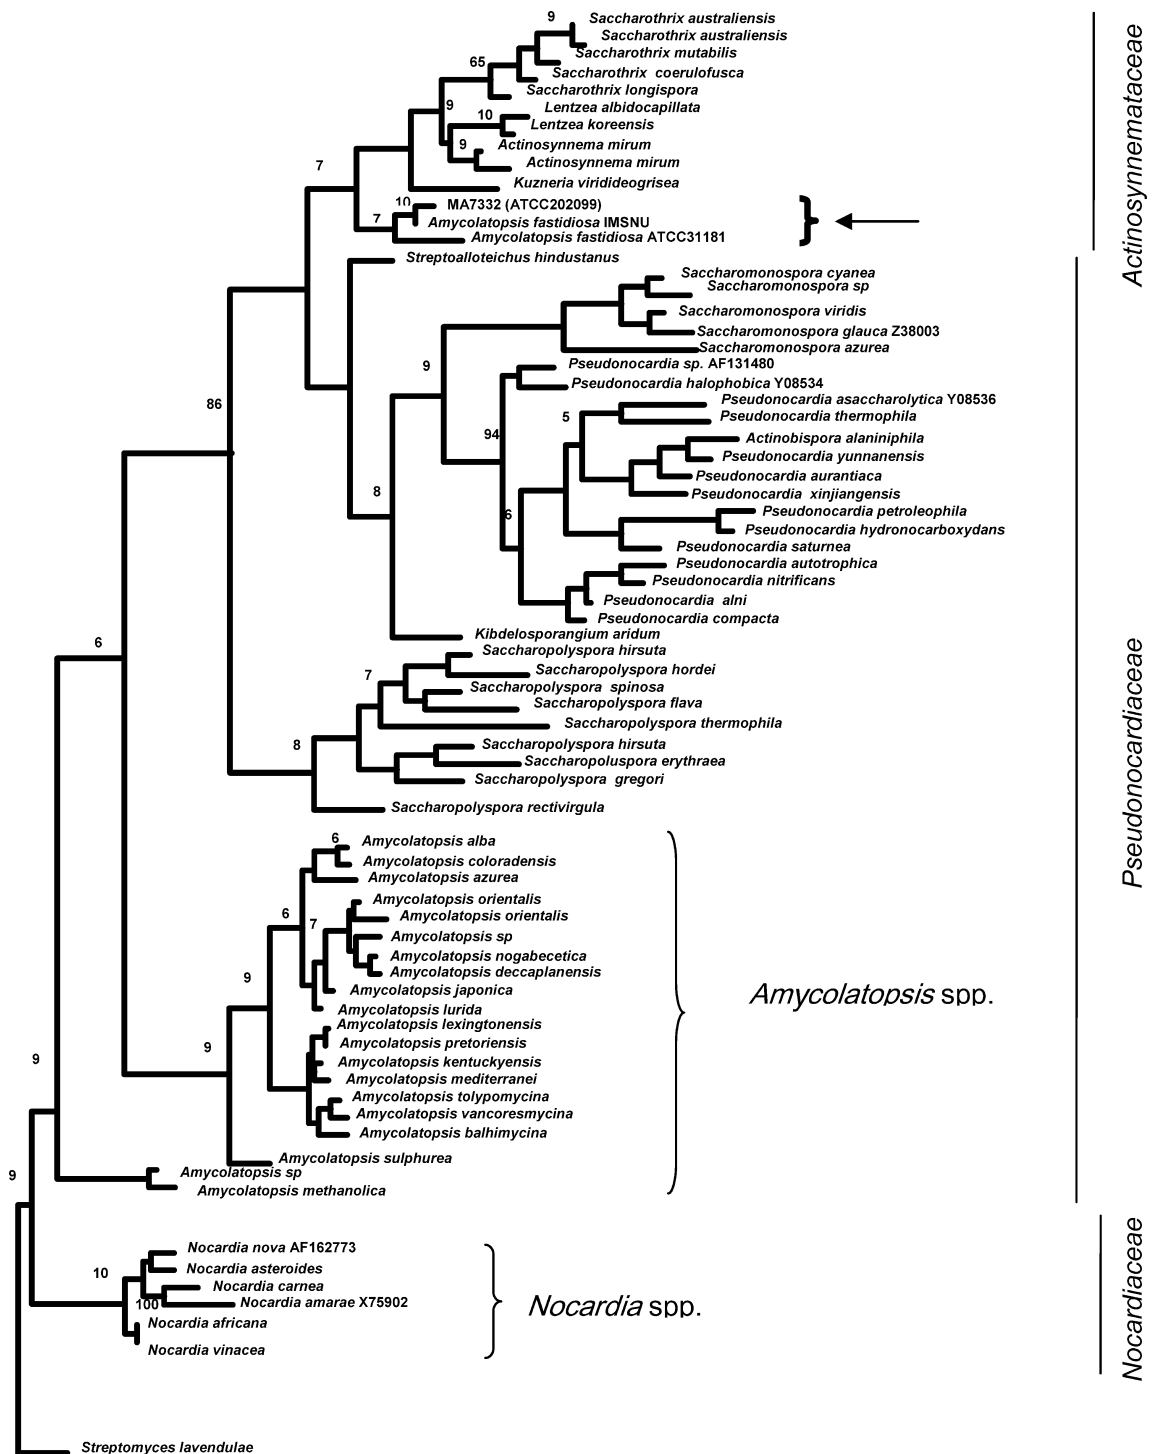 9
Saccharothrix australiensis
Saccharothrix australiensis
Saccharothrix mutabilis
65
Saccharothrix coerulofusca
Saccharothrix longispora
9
Lentzea albidocapillata
10
Lentzea koreensis
9
Actinosynnema mirum
Actinosynnema mirum
7
Kuzneria viridideogrisea
10
MA7332 (ATCC202099)
7
Amycolatopsis fastidiosa IMSNU
Amycolatopsis fastidiosa ATCC31181
Actinosynnemataceae
Streptoalloteichus hindustanus
Saccharomonospora cyanea
Saccharomonospora sp
Saccharomonospora viridis
Saccharomonospora glauca Z38003
Saccharomonospora azurea
9
Pseudonocardia sp. AF131480
Pseudonocardia halophobica Y08534
86
Pseudonocardia asaccharolytica Y08536
5
Pseudonocardia thermophila
94
Actinobispora alaniniphila
Pseudonocardia yunnanensis
Pseudonocardia aurantiaca
8
Pseudonocardia xinjiangensis
6
Pseudonocardia petroleophila
Pseudonocardia hydronocarboxydans
Pseudonocardia saturnea
Pseudonocardia autotrophica
Pseudonocardia nitrificans
Pseudonocardia alni
Pseudonocardia compacta
Kibdelosporangium aridum
6
Saccharopolyspora hirsuta
Saccharopolyspora hordei
7
Saccharopolyspora spinosa
Saccharopolyspora flava
Saccharopolyspora thermophila
8
Saccharopolyspora hirsuta
Saccharopoluspora erythraea
Saccharopolyspora gregori
Saccharopolyspora rectivirgula
Pseudonocardiaceae
6
Amycolatopsis alba
Amycolatopsis coloradensis
Amycolatopsis azurea
Amycolatopsis orientalis
6
7
Amycolatopsis orientalis
Amycolatopsis sp
Amycolatopsis nogabecetica
Amycolatopsis deccaplanensis
9
Amycolatopsis japonica
Amycolatopsis spp.
Amycolatopsis lurida
Amycolatopsis lexingtonensis
9
Amycolatopsis pretoriensis
9
Amycolatopsis kentuckyensis
Amycolatopsis mediterranei
Amycolatopsis tolypomycina
Amycolatopsis vancoresmycina
Amycolatopsis balhimycina
Amycolatopsis sulphurea
9
Amycolatopsis sp
Amycolatopsis methanolica
Nocardia nova AF162773
10
Nocardia asteroides
Nocardia carnea
100
Nocardia amarae X75902
Nocardia spp.
Nocardia africana
Nocardia vinacea
Nocardiaceae
Streptomyces lavendulae